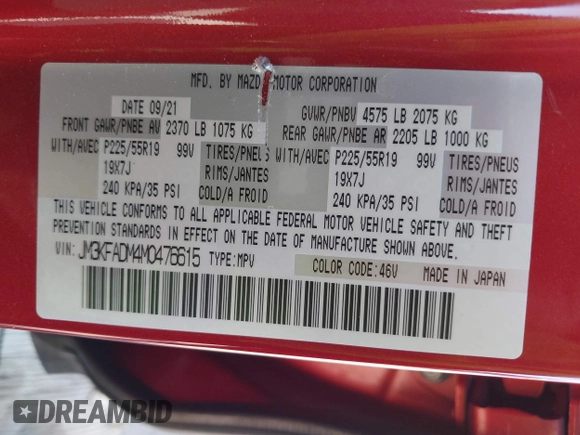 MFD. BY MAZD MOTOR CORPORATION
DATE 09/21 GVWR/PNBV 4575 LB 2075 KG
FRONT GAWR/PNBE AV 2370 LB 1075 KG REAR GAWR/PNBE AR 2205 LB 1000 KG
WITH/AVEC P225/55R19 99V TIRES/PNEUS WITH/AVEC P225/55R19 99V TIRES/PNEUS
19X7J RIMS/JANTES 19X7J RIMS/JANTES
240 KPA/35 PSI COLD/A FROID 240 KPA/35 PSI COLD/A FROID
THIS VEHICLE CONFORMS TO ALL APPLICABLE FEDERAL MOTOR VEHICLE SAFETY AND THEFT
PREVENTION STANDARDS IN EFFECT ON THE DATE OF MANUFACTURE SHOWN ABOVE.
VIN: JM3KFADM4M0476615 TYPE:MPV COLOR CODE:46V MADE IN JAPAN
DREAMBID